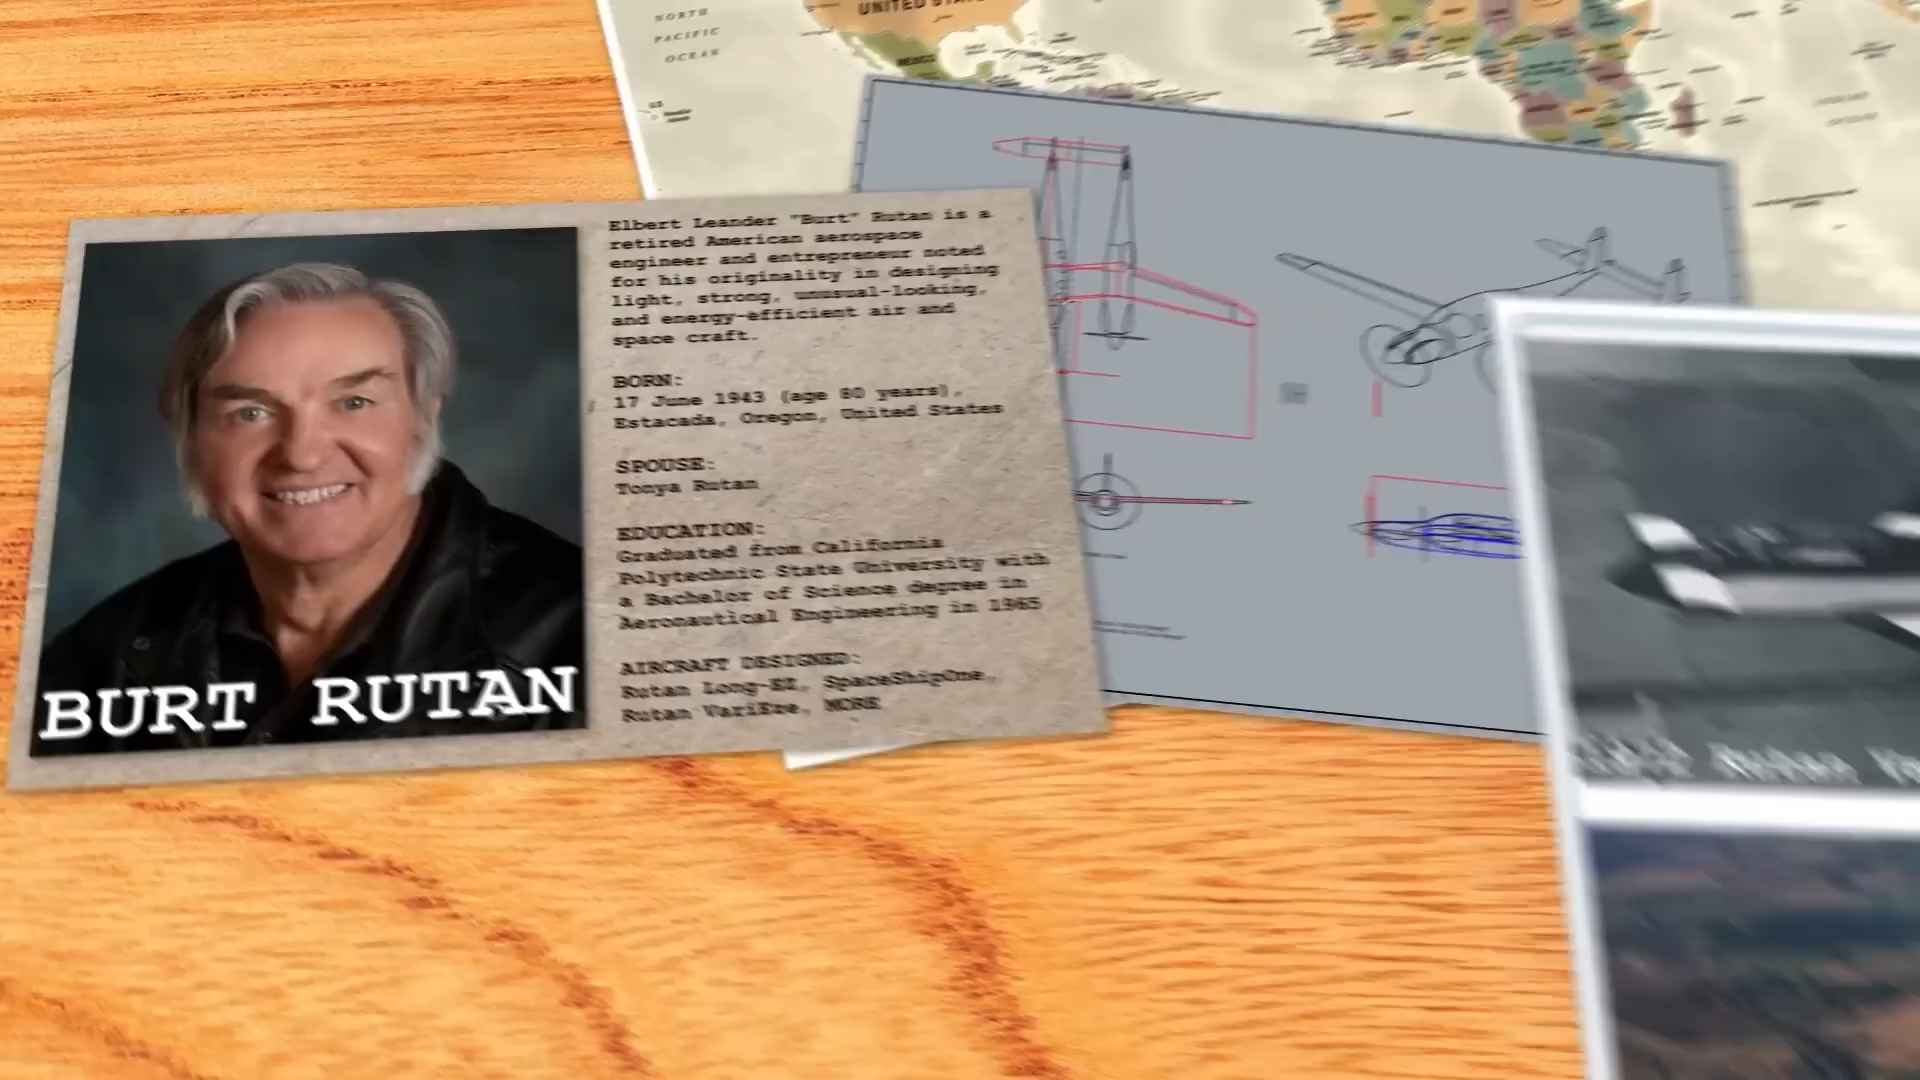 NORTH
PACIFIC
OCEAN
UNITED STATES
MEXICO
Elbert Leander "Burt" Rutan is a
retired American aerospace
engineer and entrepreneur noted
for his originality in designing
light, strong, unusual-looking,
and energy-efficient air and
space craft.
BORN:
17 June 1943 (age 80 years),
Estacada, Oregon, United States
SPOUSE:
Tonya Rutan
EDUCATION:
Graduated from California
Polytechnic State University with
a Bachelor of Science degree in
Aeronautical Engineering in 1965
AIRCRAFT DESIGNED:
Rutan Long-EZ, SpaceShipOne,
Rutan VariEze, MORE
BURT RUTAN
Rutan